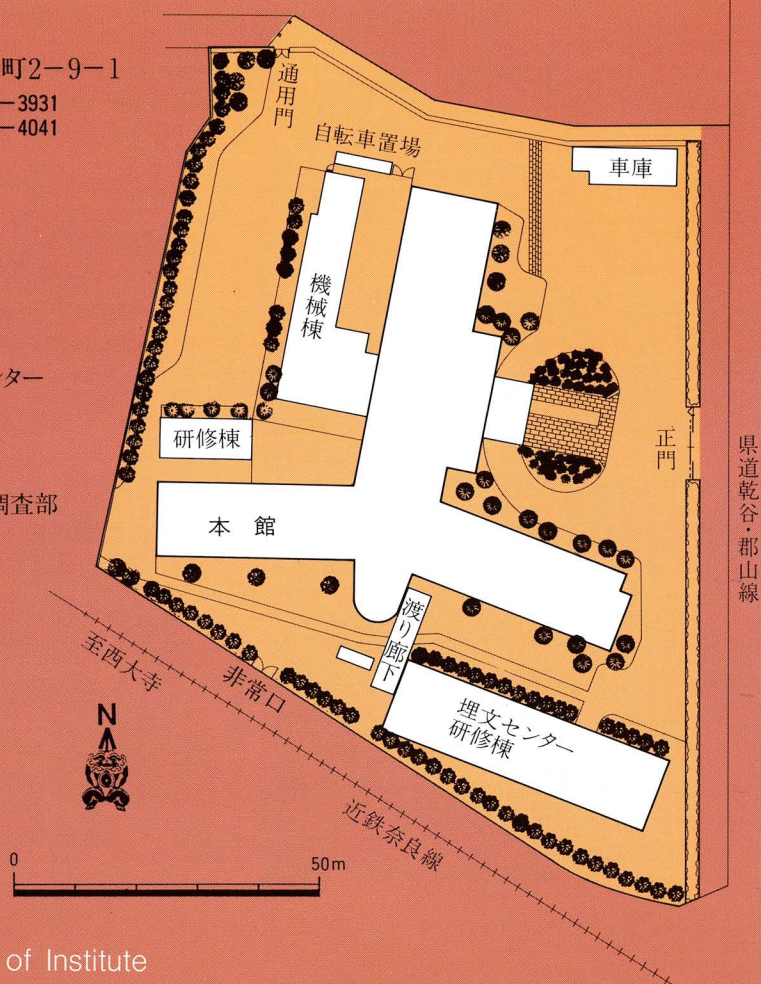 町2-9-1
-3931
-4041
通用門
自転車置場
車庫
機械棟
ター
研修棟
正門
県道乾谷・郡山線
調査部
本館
渡り廊下
至西大寺
非常口
埋文センター
研修棟
N
近鉄奈良線
0 50m
of Institute